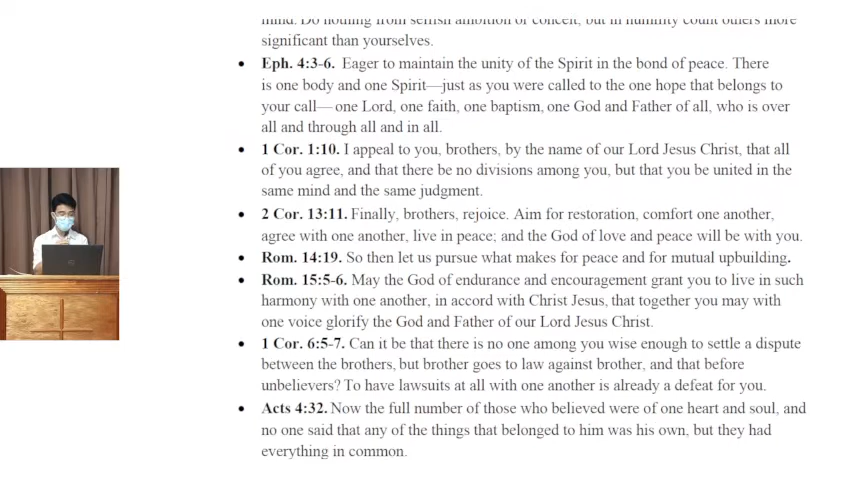 mind. Do nothing from selfish ambition or conceit, but in humility count others more
significant than yourselves.
• Eph. 4:3-6. Eager to maintain the unity of the Spirit in the bond of peace. There
is one body and one Spirit—just as you were called to the one hope that belongs to
your call— one Lord, one faith, one baptism, one God and Father of all, who is over
all and through all and in all.
• 1 Cor. 1:10. I appeal to you, brothers, by the name of our Lord Jesus Christ, that all
of you agree, and that there be no divisions among you, but that you be united in the
same mind and the same judgment.
• 2 Cor. 13:11. Finally, brothers, rejoice. Aim for restoration, comfort one another,
agree with one another, live in peace; and the God of love and peace will be with you.
• Rom. 14:19. So then let us pursue what makes for peace and for mutual upbuilding.
• Rom. 15:5-6. May the God of endurance and encouragement grant you to live in such
harmony with one another, in accord with Christ Jesus, that together you may with
one voice glorify the God and Father of our Lord Jesus Christ.
• 1 Cor. 6:5-7. Can it be that there is no one among you wise enough to settle a dispute
between the brothers, but brother goes to law against brother, and that before
unbelievers? To have lawsuits at all with one another is already a defeat for you.
• Acts 4:32. Now the full number of those who believed were of one heart and soul, and
no one said that any of the things that belonged to him was his own, but they had
everything in common.